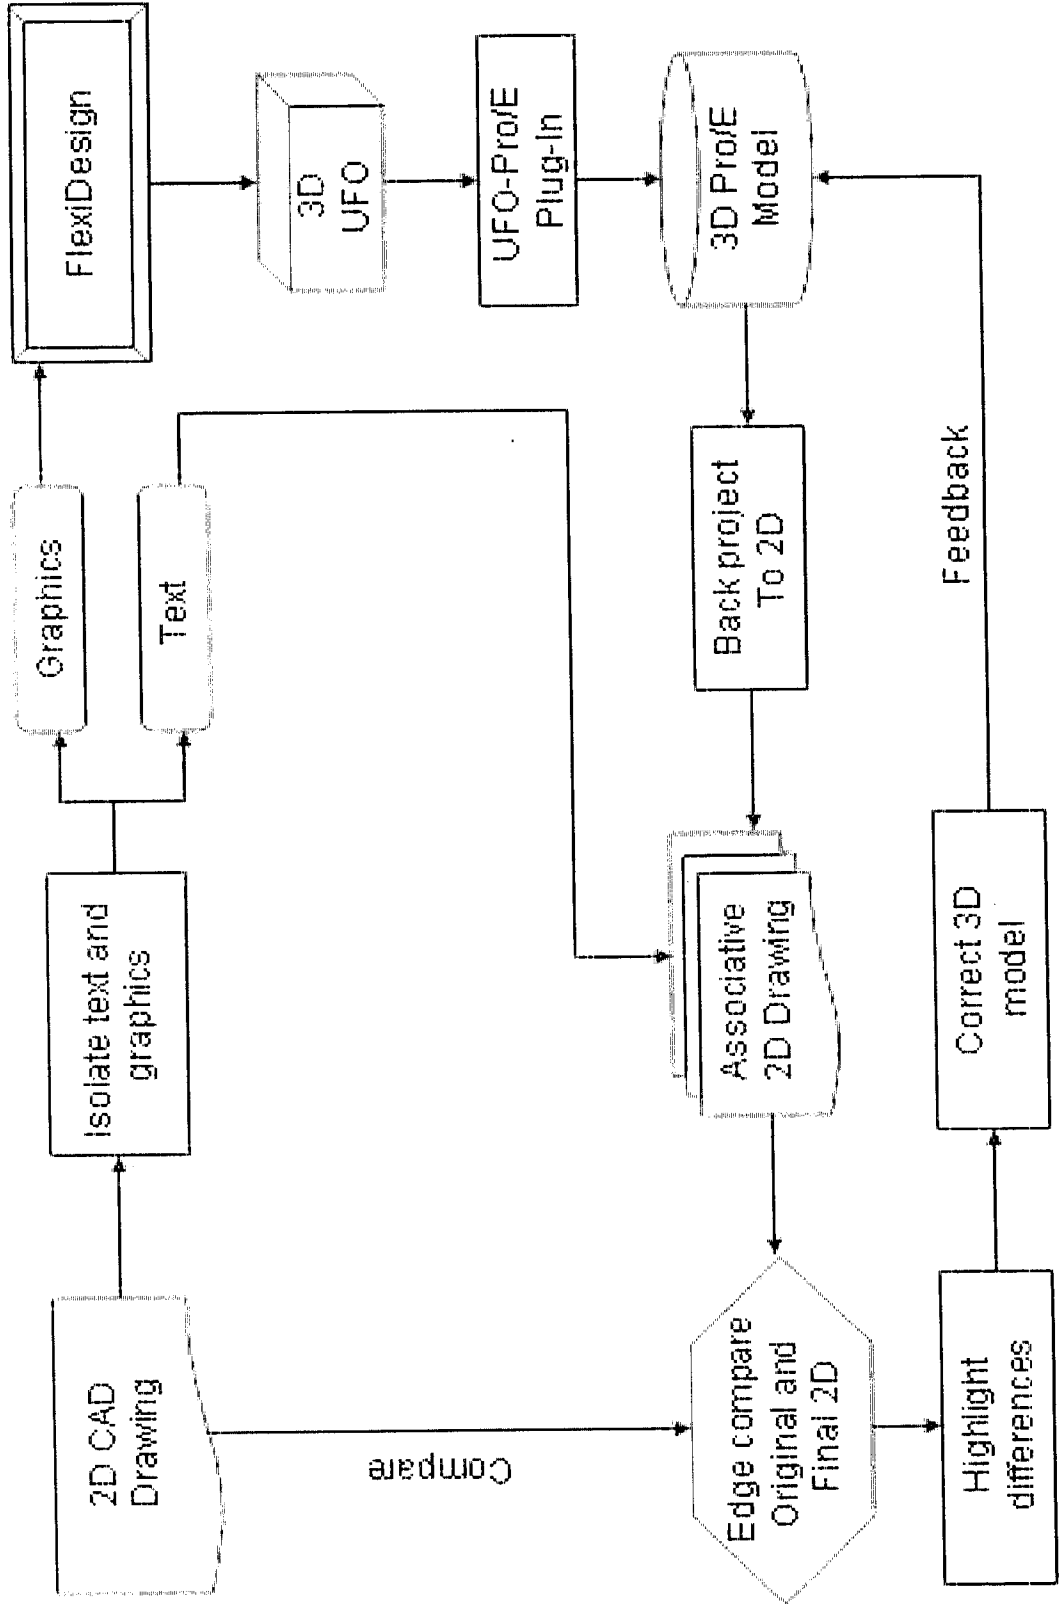 2D CAD
Drawing
Isolate text and
graphics
Graphics
Text
FlexiDesign
3D
UFO
UFO-Pro/E
Plug-In
3D Pro/E
Model
Back project
To 2D
Associative
2D Drawing
Compare
Edge compare
Original and
Final 2D
Highlight
differences
Correct 3D
model
Feedback